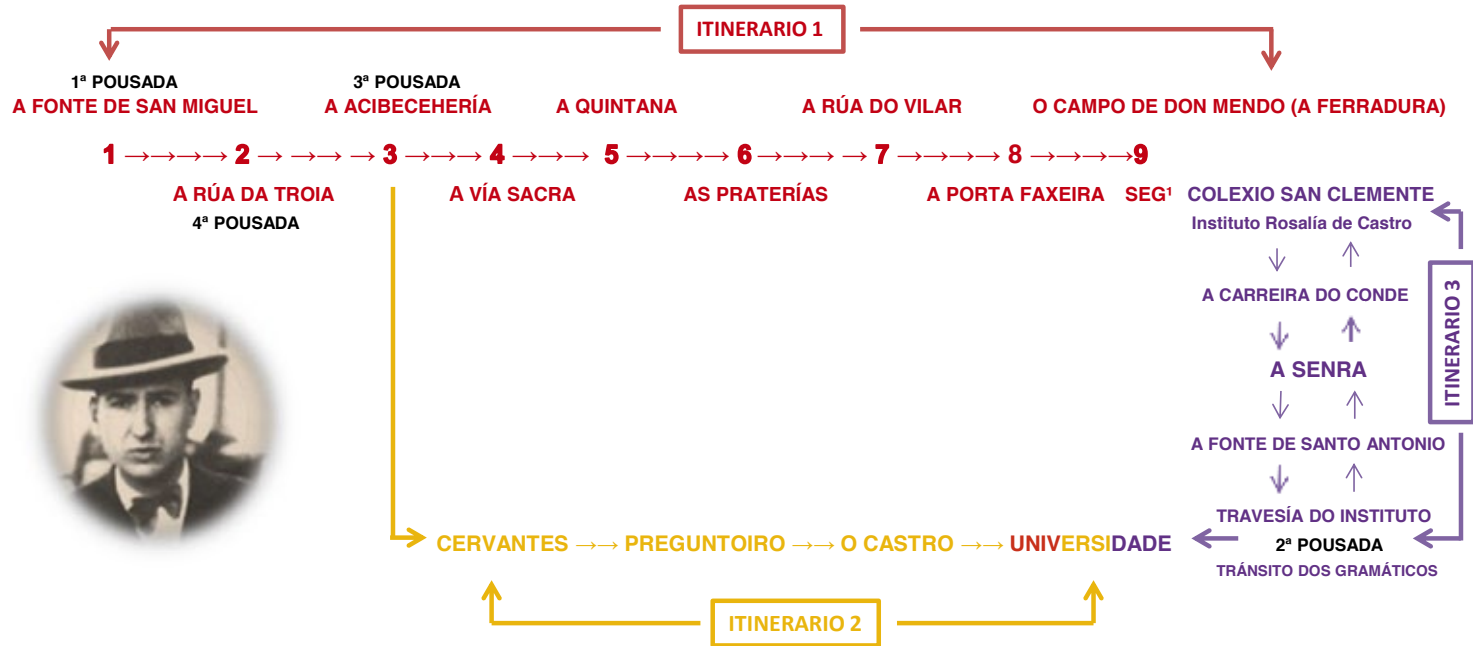 ITINERARIO 1
1ª POUSADA 3ª POUSADA
A FONTE DE SAN MIGUEL A ACIBECEHERÍA A QUINTANA A RÚA DO VILAR O CAMPO DE DON MENDO (A FERRADURA)
1 →→→→ 2 → → → → → 3 →→→→ 4 →→→ → 5 →→→→ 6 →→→ → 7 →→→→ 8 →→→→→9
A RÚA DA TROIA A VÍA SACRA AS PRATERÍAS A PORTA FAXEIRA SEG¹ COLEXIO SAN CLEMENTE
4ª POUSADA Instituto Rosalía de Castro
↓ ↑
A CARREIRA DO CONDE
↓ ↑
A SENRA
↓ ↑
A FONTE DE SANTO ANTONIO
↓ ↑
TRAVESÍA DO INSTITUTO
CERVANTES →→ PREGUNTOIRO →→ O CASTRO →→ UNIVERSIDADE ← 2ª POUSADA
TRÁNSITO DOS GRAMÁTICOS
ITINERARIO 3
ITINERARIO 2